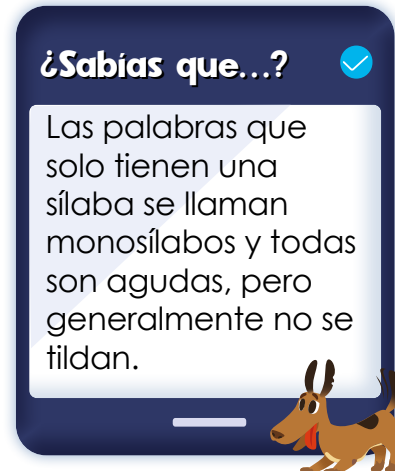 ¿Sabías que...?
Las palabras que
solo tienen una
sílaba se llaman
monosílabos y todas
son agudas, pero
generalmente no se
tildan.